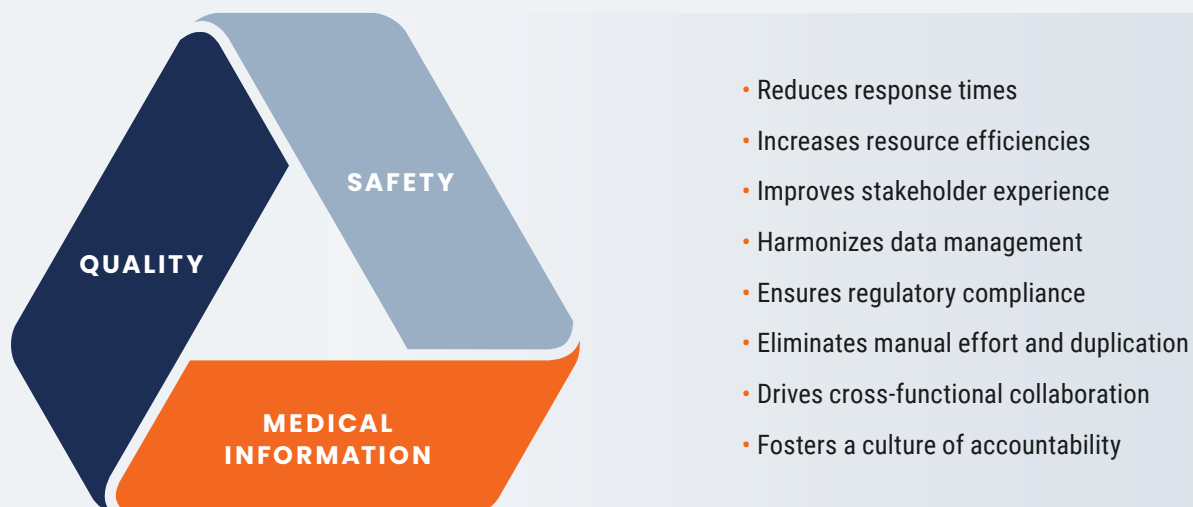 SAFETY
QUALITY
MEDICAL
INFORMATION
• Reduces response times
• Increases resource efficiencies
• Improves stakeholder experience
• Harmonizes data management
• Ensures regulatory compliance
• Eliminates manual effort and duplication
• Drives cross-functional collaboration
• Fosters a culture of accountability